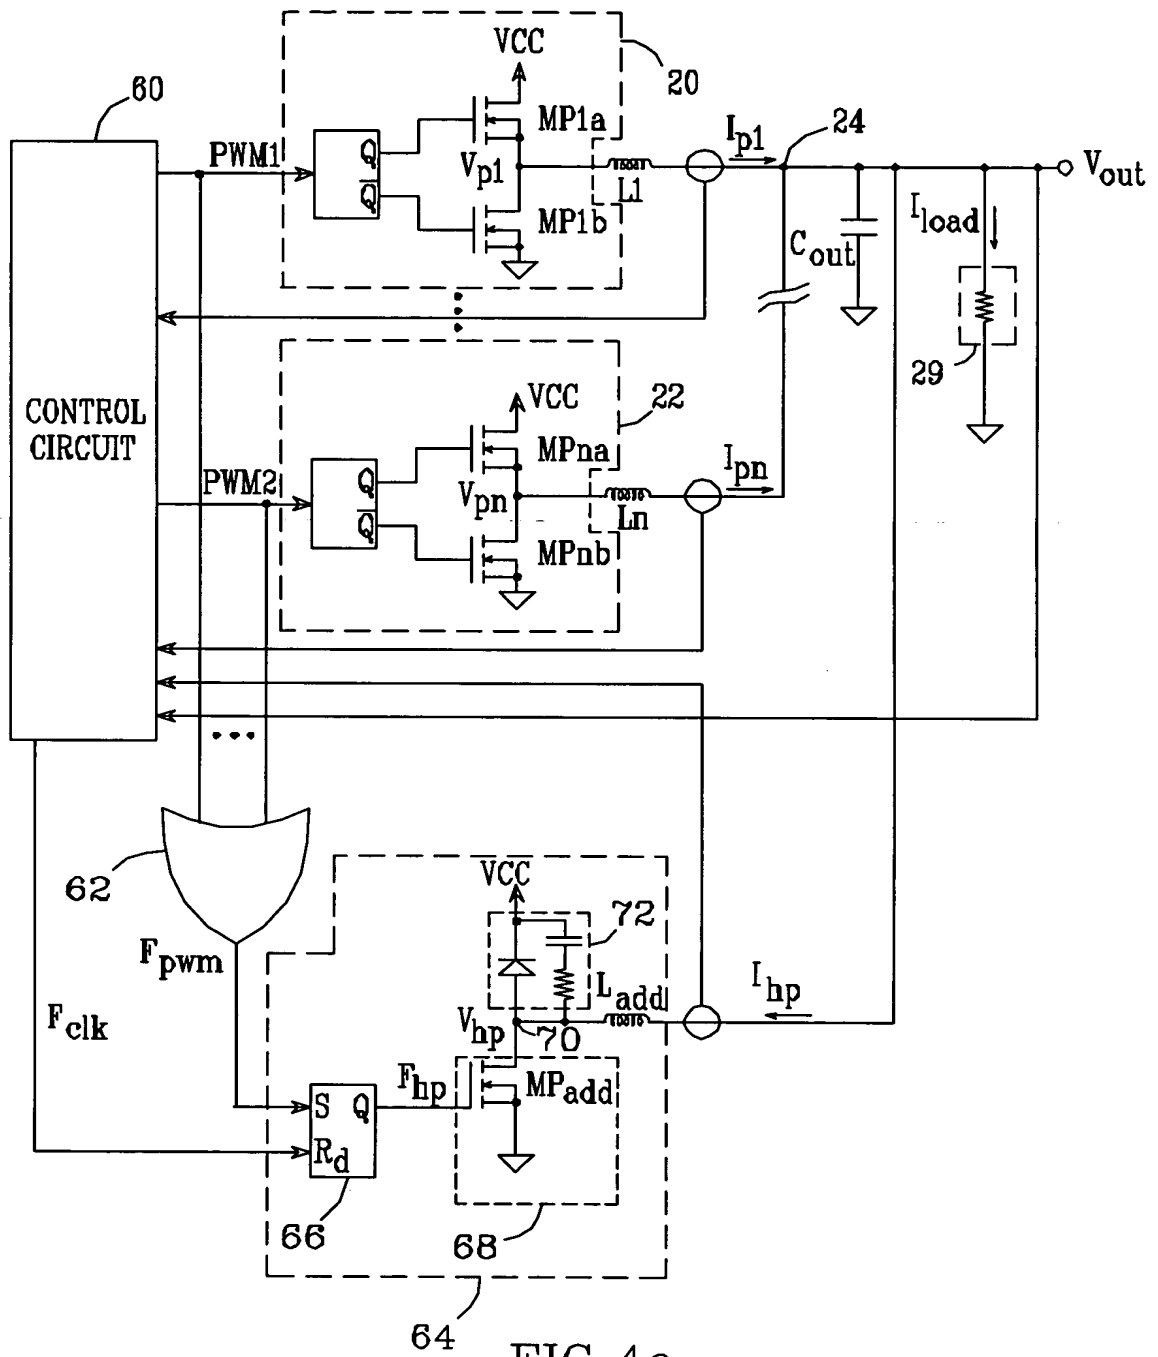 60
VCC
20
PWM1
Q
Q̅
MP1a
Vp1
MP1b
L1
Ip1
24
Vout
Cout
Iload
29
CONTROL
CIRCUIT
22
VCC
PWM2
Q
Q̅
MPna
Vpn
MPnb
Ln
Ipn
62
Fpwm
Fclk
VCC
72
Ladd
Ihp
Vhp
70
Fhp
MPadd
S Q
Rd
66
68
64